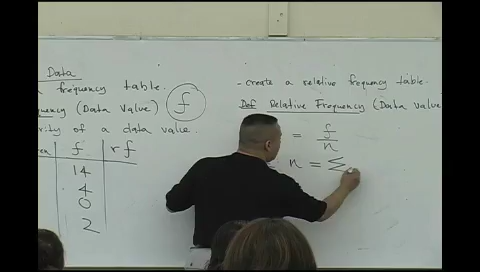 Data
frequency table.
(Data Value) f
of a data value.
f rf
14
4
0
2
- create a relative frequency table.
Def Relative Frequency (Data value
= f/n
n = Σ